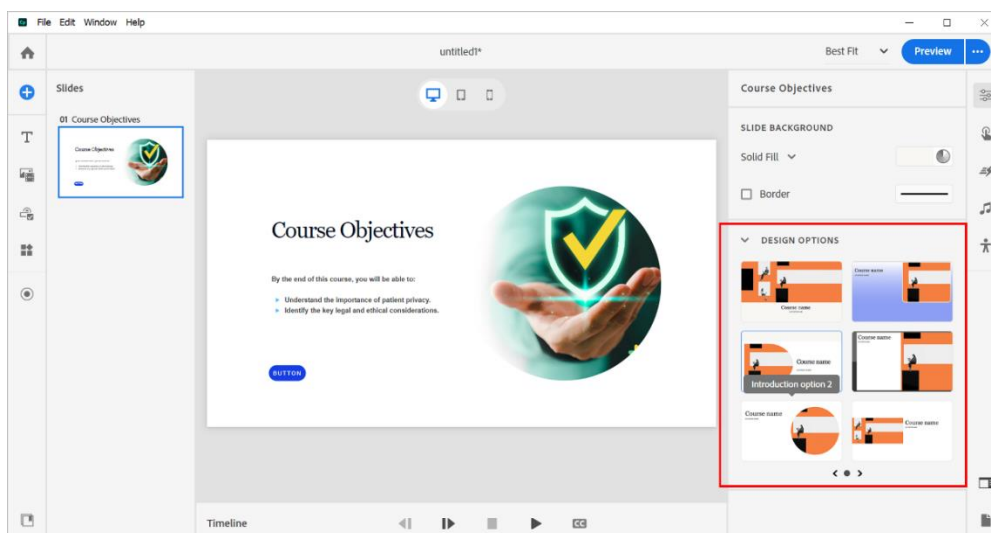 File Edit Window Help
untitled1*
Best Fit
Preview
Slides
01 Course Objectives
Course Objectives
BUTTON
Course Objectives
By the end of this course, you will be able to:
Understand the importance of patient privacy.
Identify the key legal and ethical considerations.
BUTTON
Course Objectives
SLIDE BACKGROUND
Solid Fill
Border
DESIGN OPTIONS
Course name
Course name
Course name
Course name
Introduction option 2
Course name
Course name
Timeline
CC